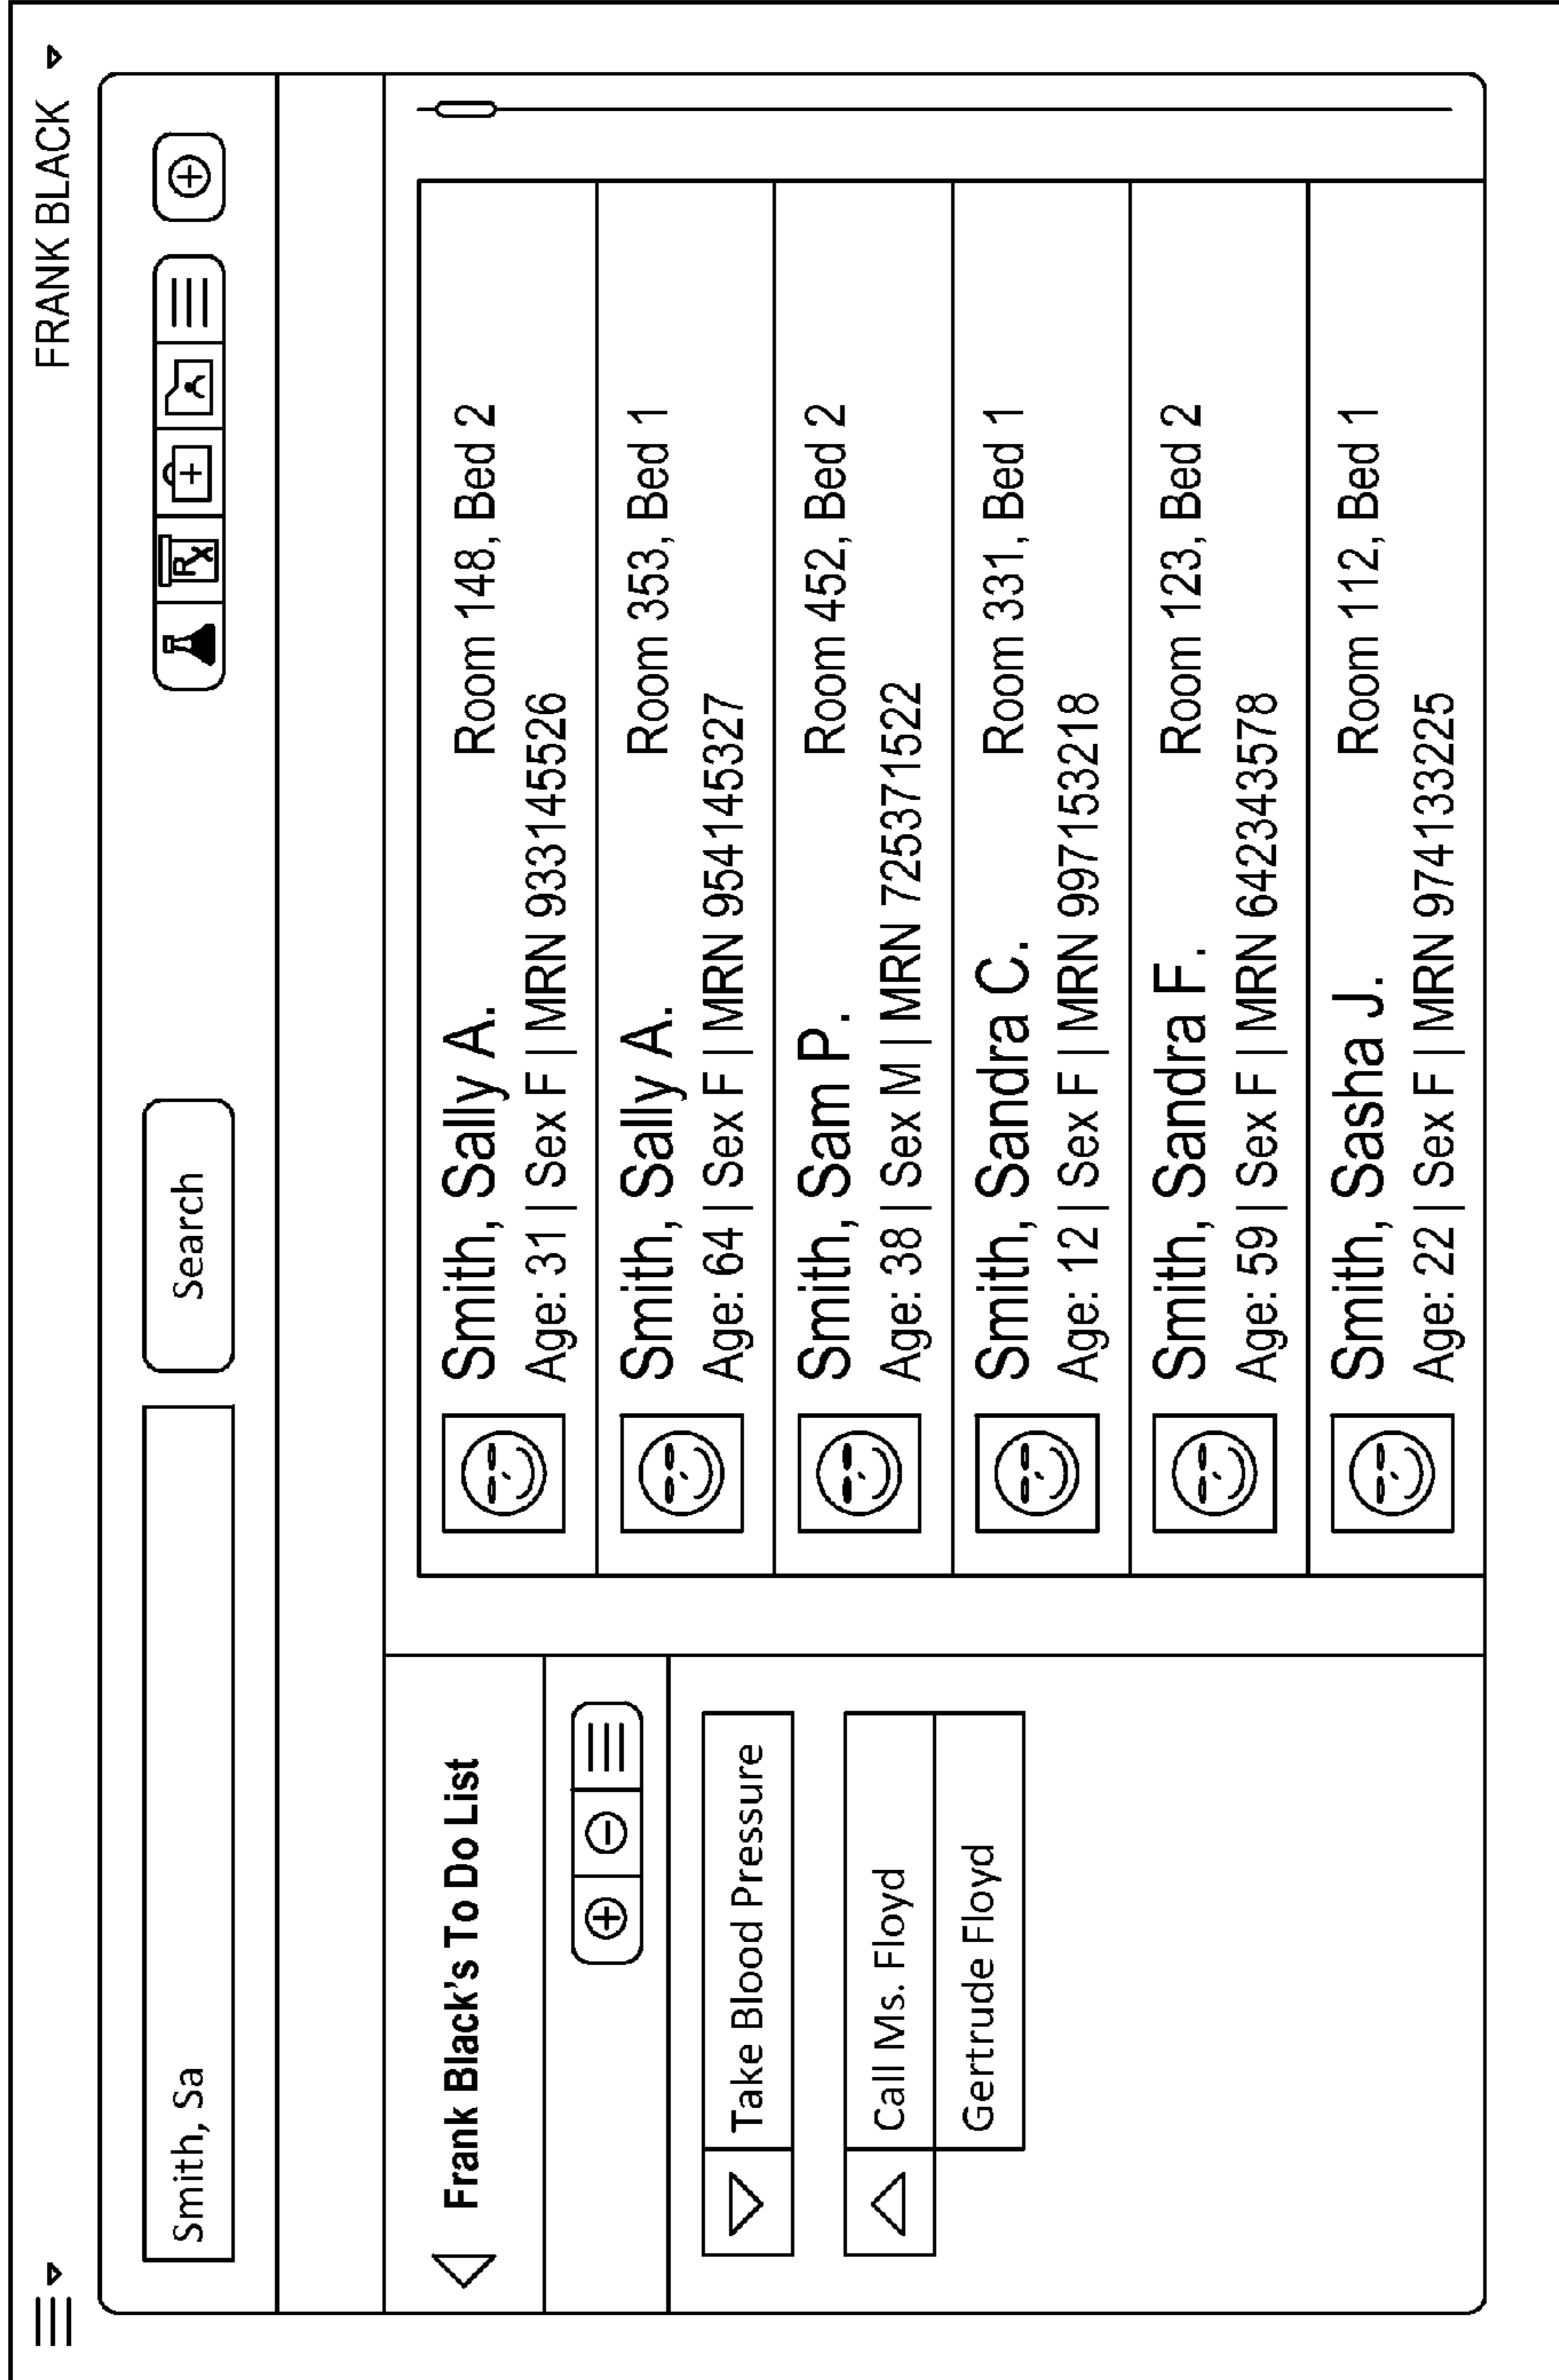 FRANK BLACK
Smith, Sa
Search
Rx
Frank Black's To Do List
Take Blood Pressure
Call Ms. Floyd
Gertrude Floyd
Smith, Sally A.
Room 148, Bed 2
Age: 31 | Sex F | MRN 933145526
Smith, Sally A.
Room 353, Bed 1
Age: 64 | Sex F | MRN 954145327
Smith, Sam P.
Room 452, Bed 2
Age: 38 | Sex M | MRN 725371522
Smith, Sandra C.
Room 331, Bed 1
Age: 12 | Sex F | MRN 997153218
Smith, Sandra F.
Room 123, Bed 2
Age: 59 | Sex F | MRN 642343578
Smith, Sasha J.
Room 112, Bed 1
Age: 22 | Sex F | MRN 974133225